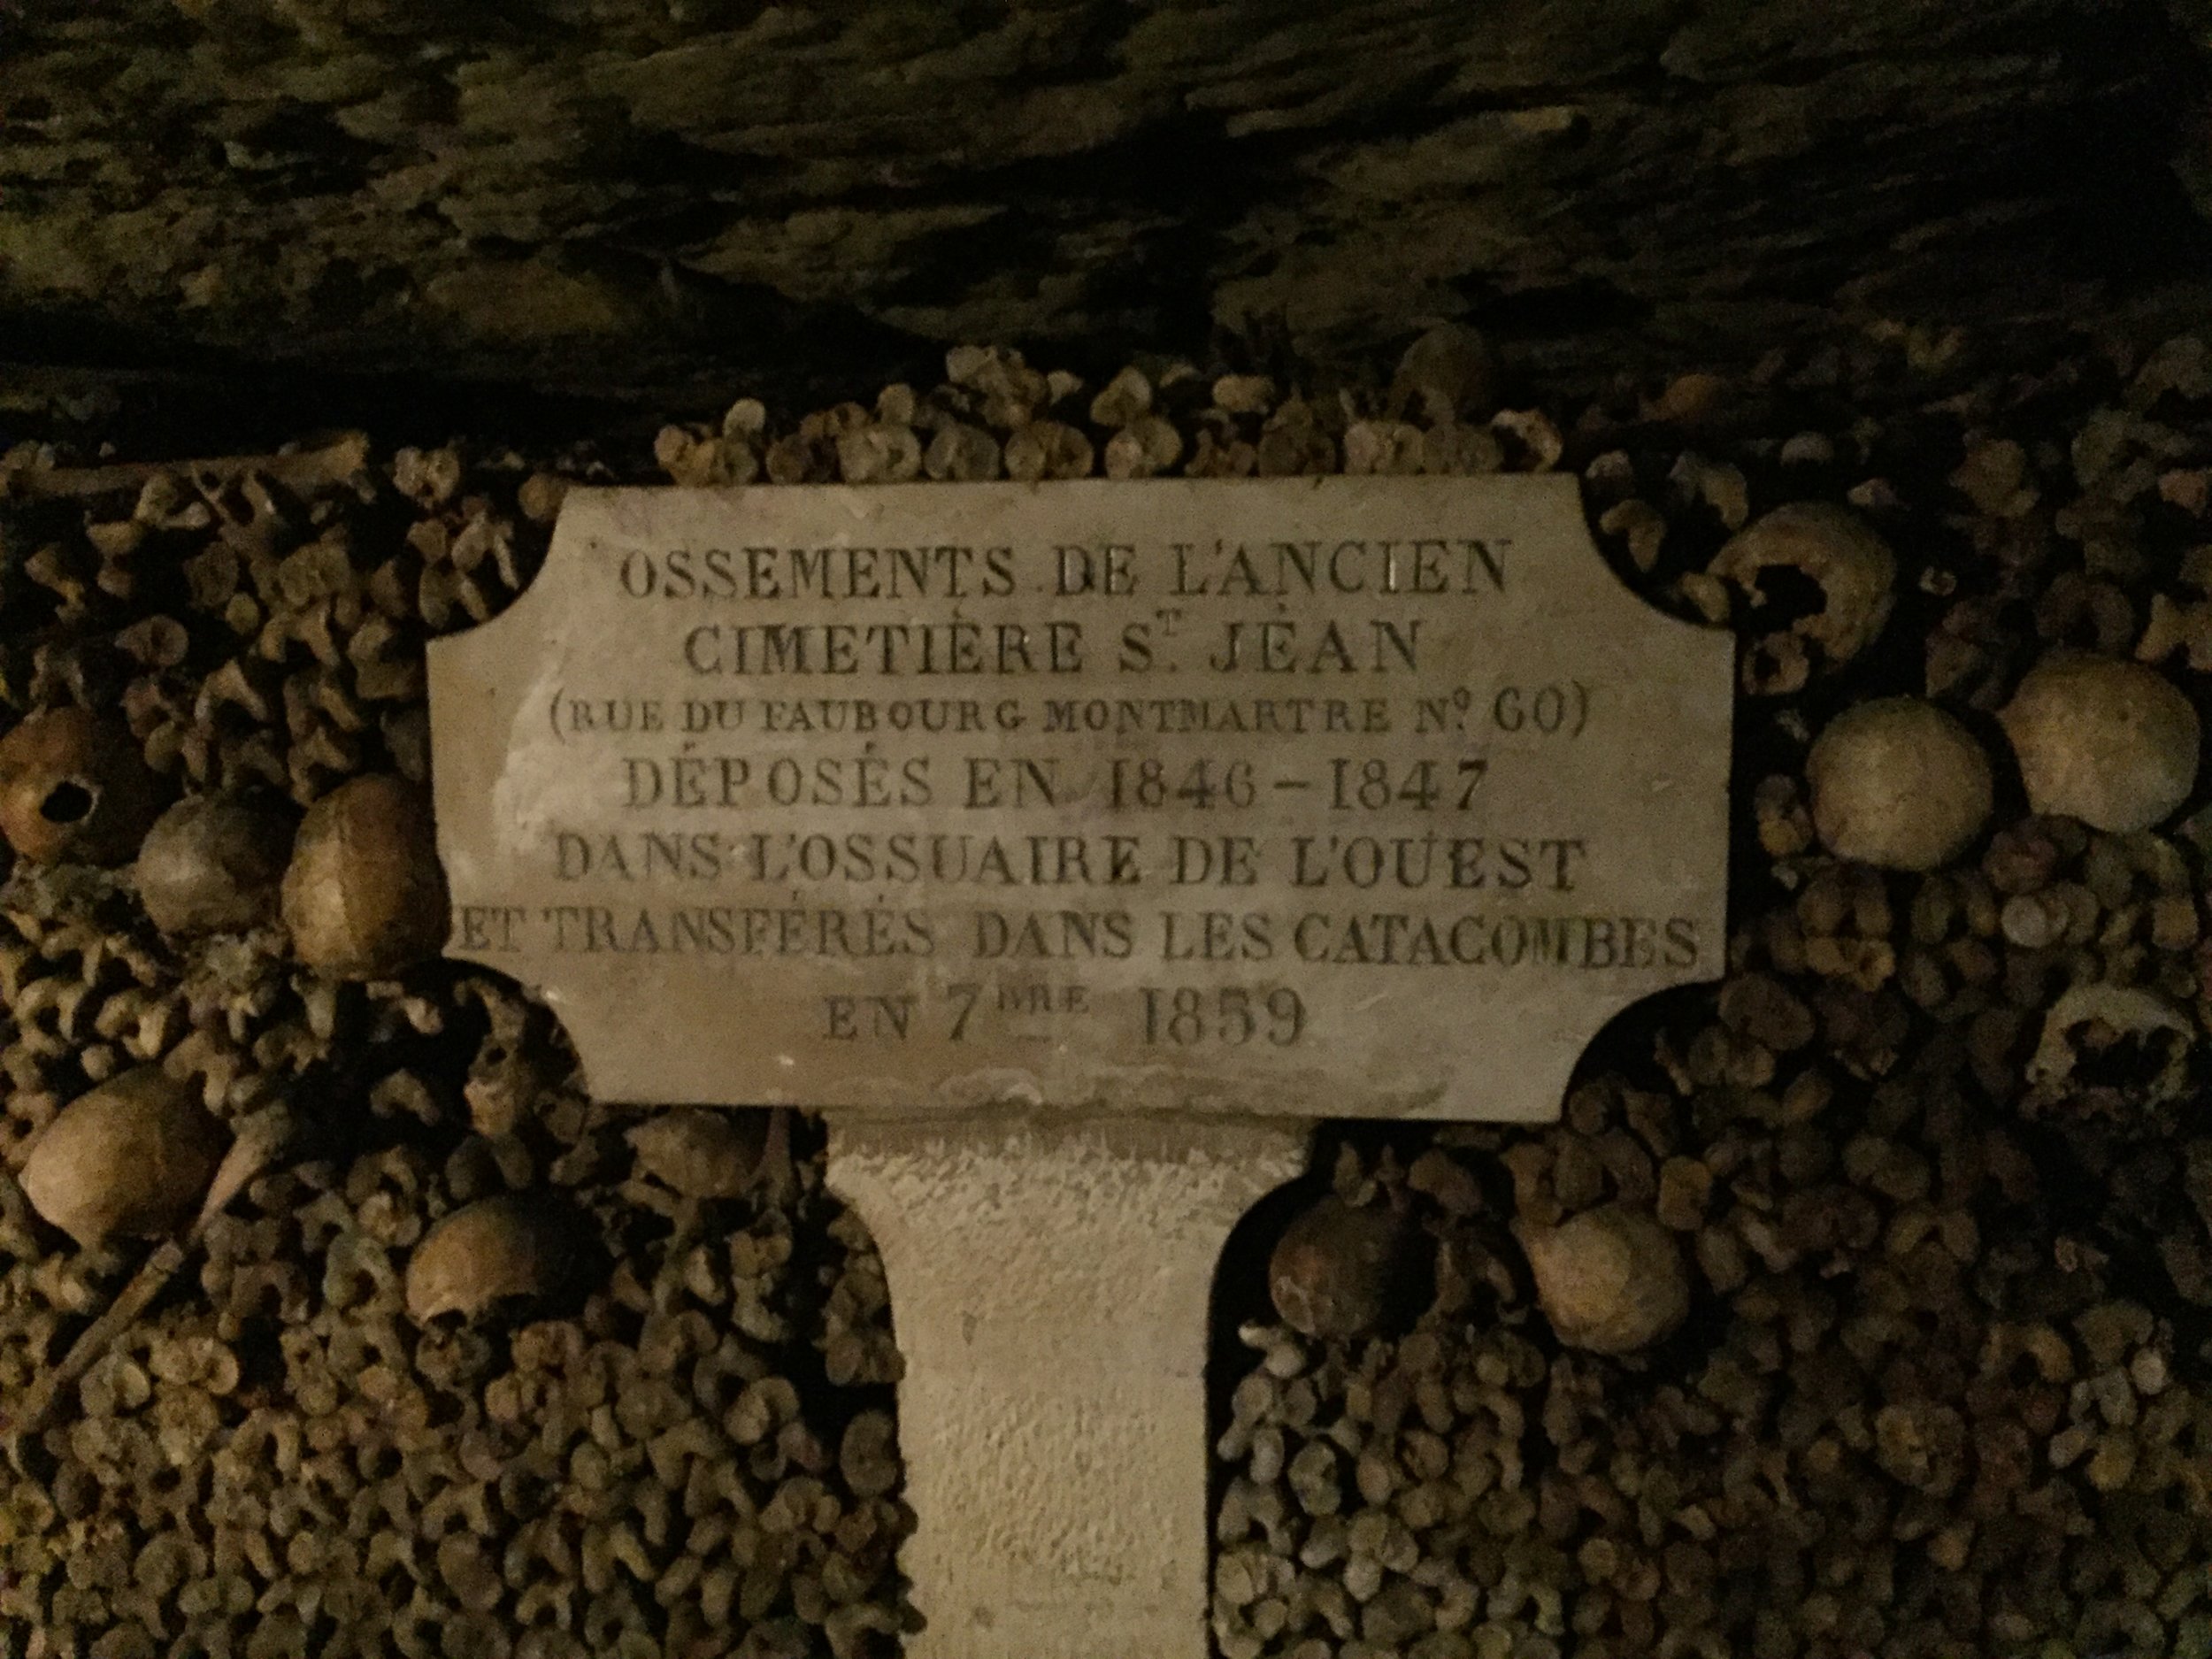 OSSEMENTS DE L'ANCIEN
CIMETIÈRE S.T JEAN
(RUE DU FAUBOURG MONTMARTRE Nº 60)
DÉPOSÉS EN 1846-1847
DANS L'OSSUAIRE DE L'OUEST
ET TRANSFÉRÉS DANS LES CATACOMBES
EN 7BRE 1859